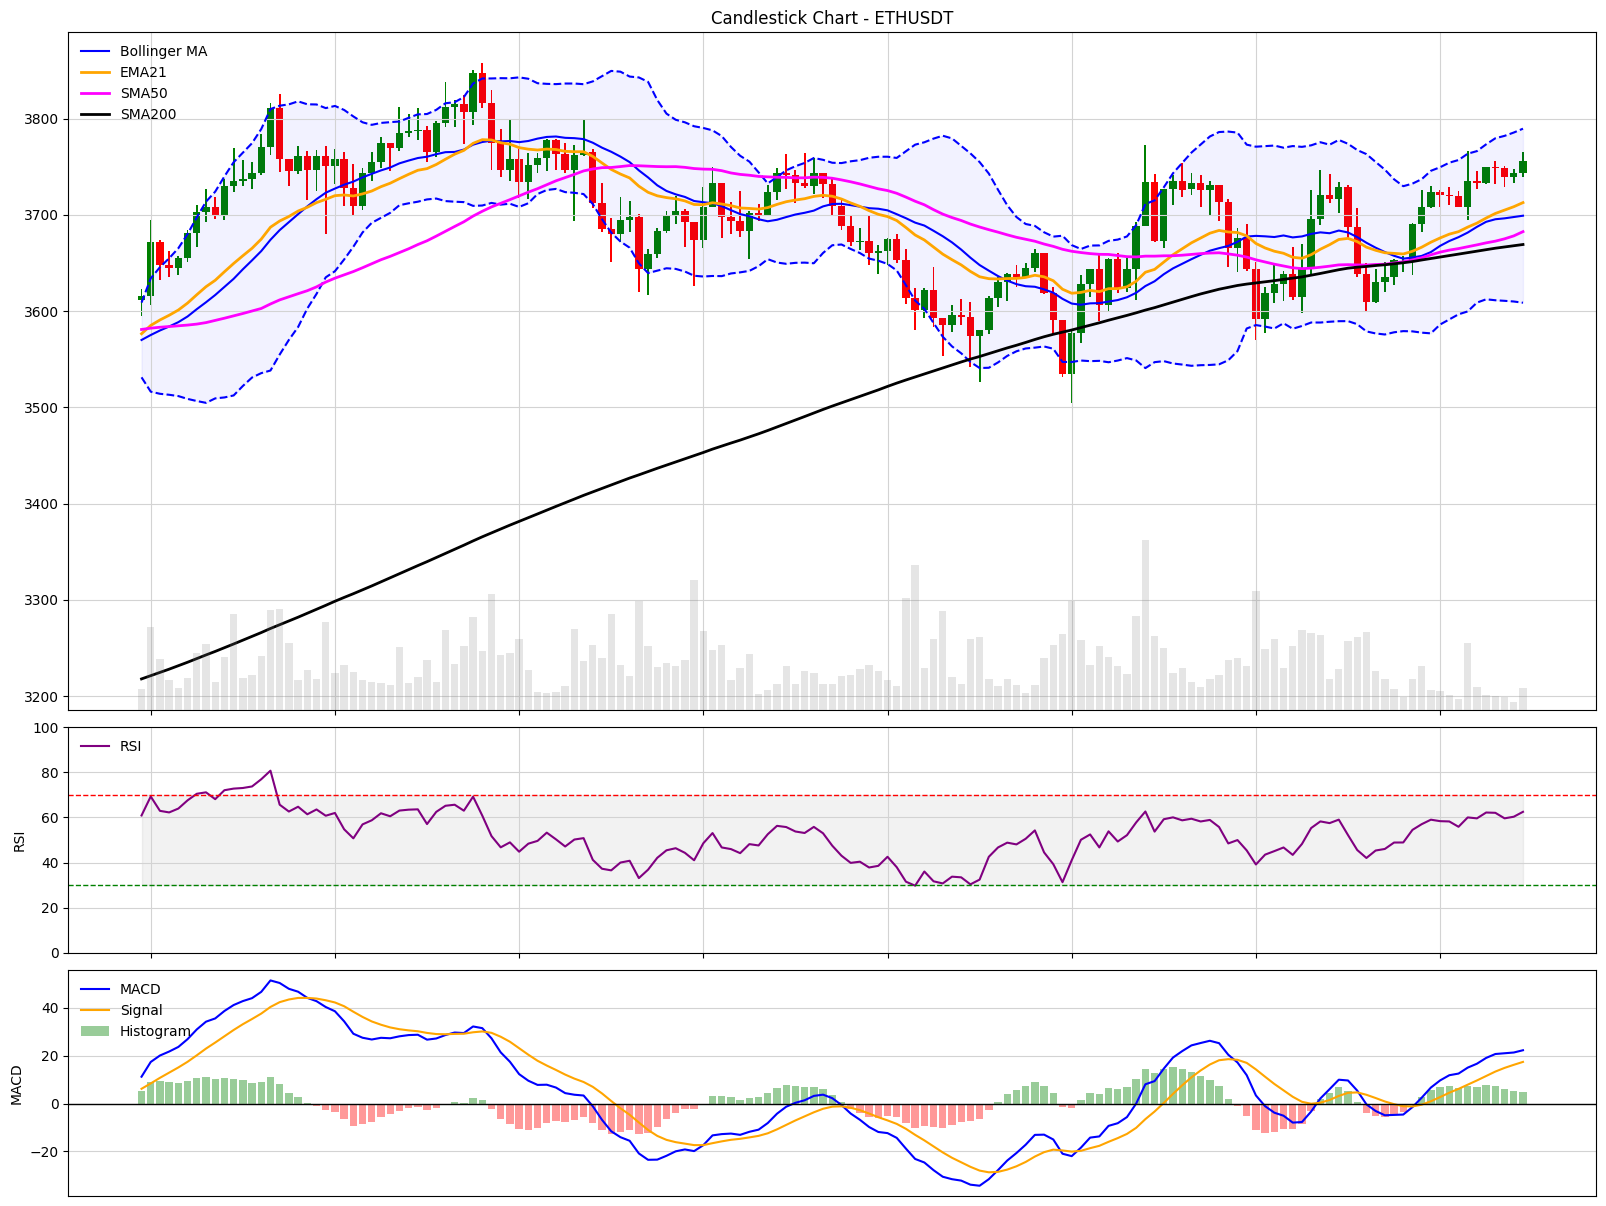 Candlestick Chart - ETHUSDT
Bollinger MA
EMA21
SMA50
SMA200
3800
3700
3600
3500
3400
3300
3200
RSI
100
80
60
40
20
0
RSI
MACD
Signal
Histogram
40
20
0
−20
MACD